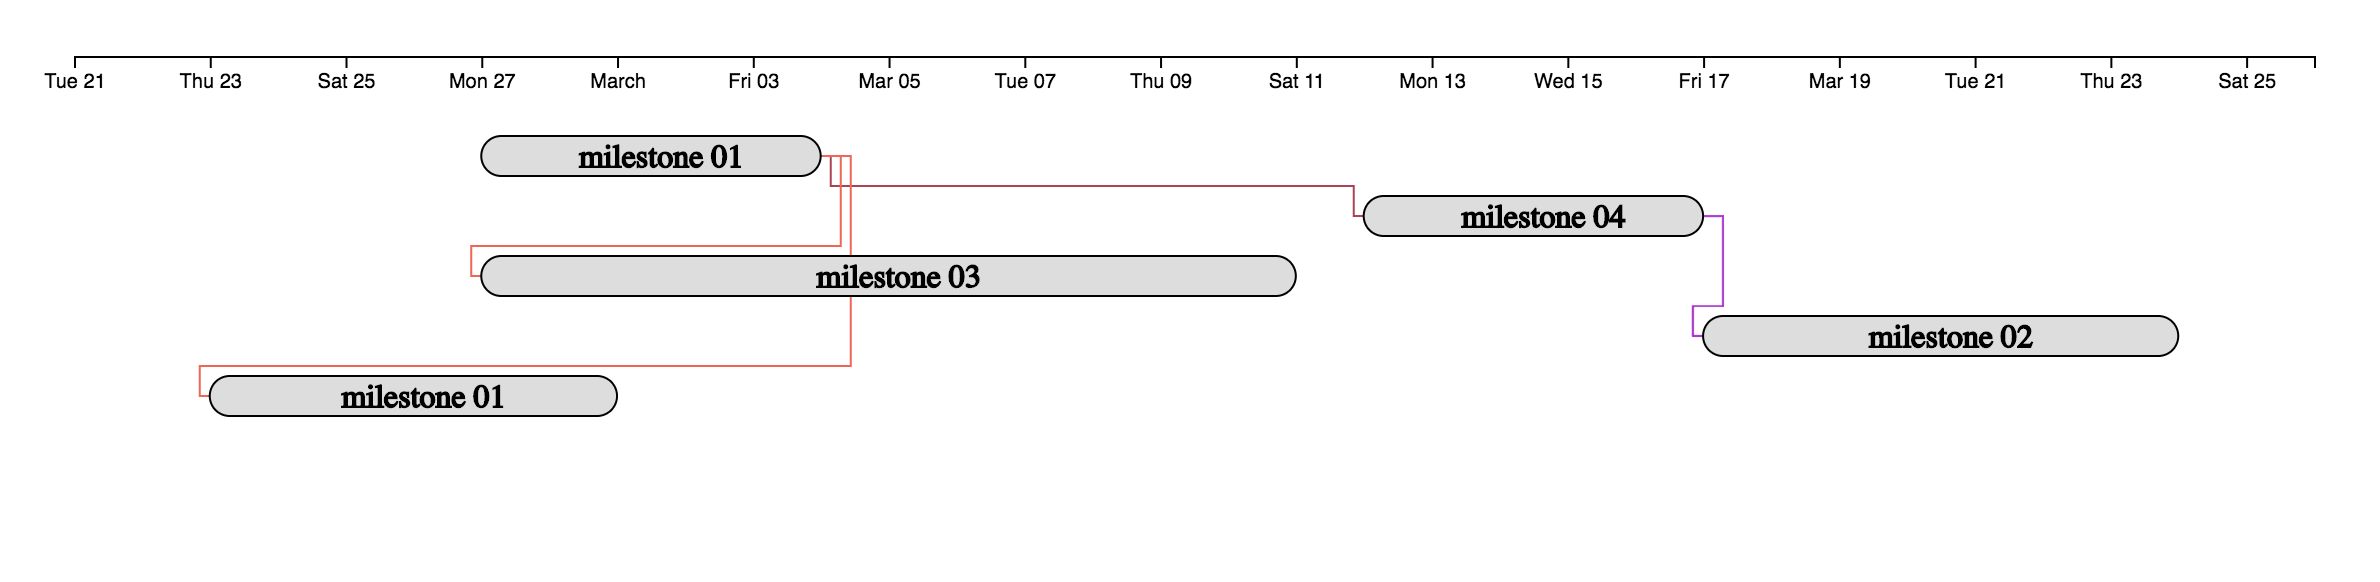 Tue 21 Thu 23 Sat 25 Mon 27 March Fri 03 Mar 05 Tue 07 Thu 09 Sat 11 Mon 13 Wed 15 Fri 17 Mar 19 Tue 21 Thu 23 Sat 25
milestone 01
milestone 04
milestone 03
milestone 02
milestone 01